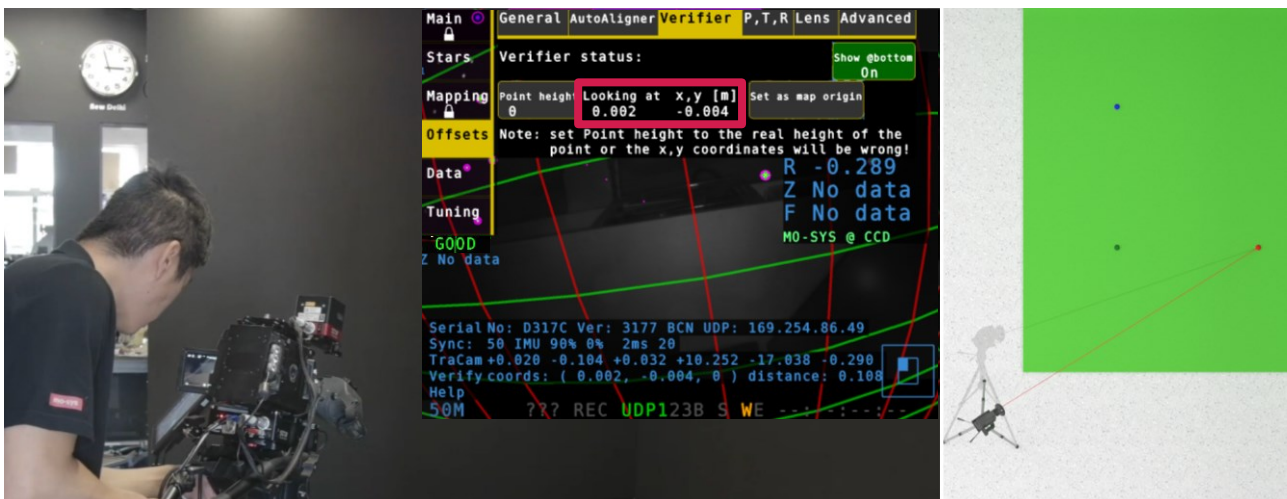 New Delhi
mo-sys
Main
General AutoAligner Verifier P,T,R Lens Advanced
Stars
Verifier status:
Show @bottom
On
Mapping
Point height
0
Looking at x,y [m]
0.002 -0.004
Set as map origin
Offsets
Note: set Point height to the real height of the
point or the x,y coordinates will be wrong!
Data
R -0.289
Z No data
F No data
Tuning
MO-SYS @ CCD
GOOD
Z No data
Serial No: D317C Ver: 3177 BCN UDP: 169.254.86.49
Sync: 50 IMU 90% 0% 2ms 20
TraCam +0.020 -0.104 +0.032 +10.252 -17.038 -0.290
Verify coords: ( 0.002, -0.004, 0 ) distance: 0.108
Help
50M ??? REC UDP123B S WE --:--:--:--